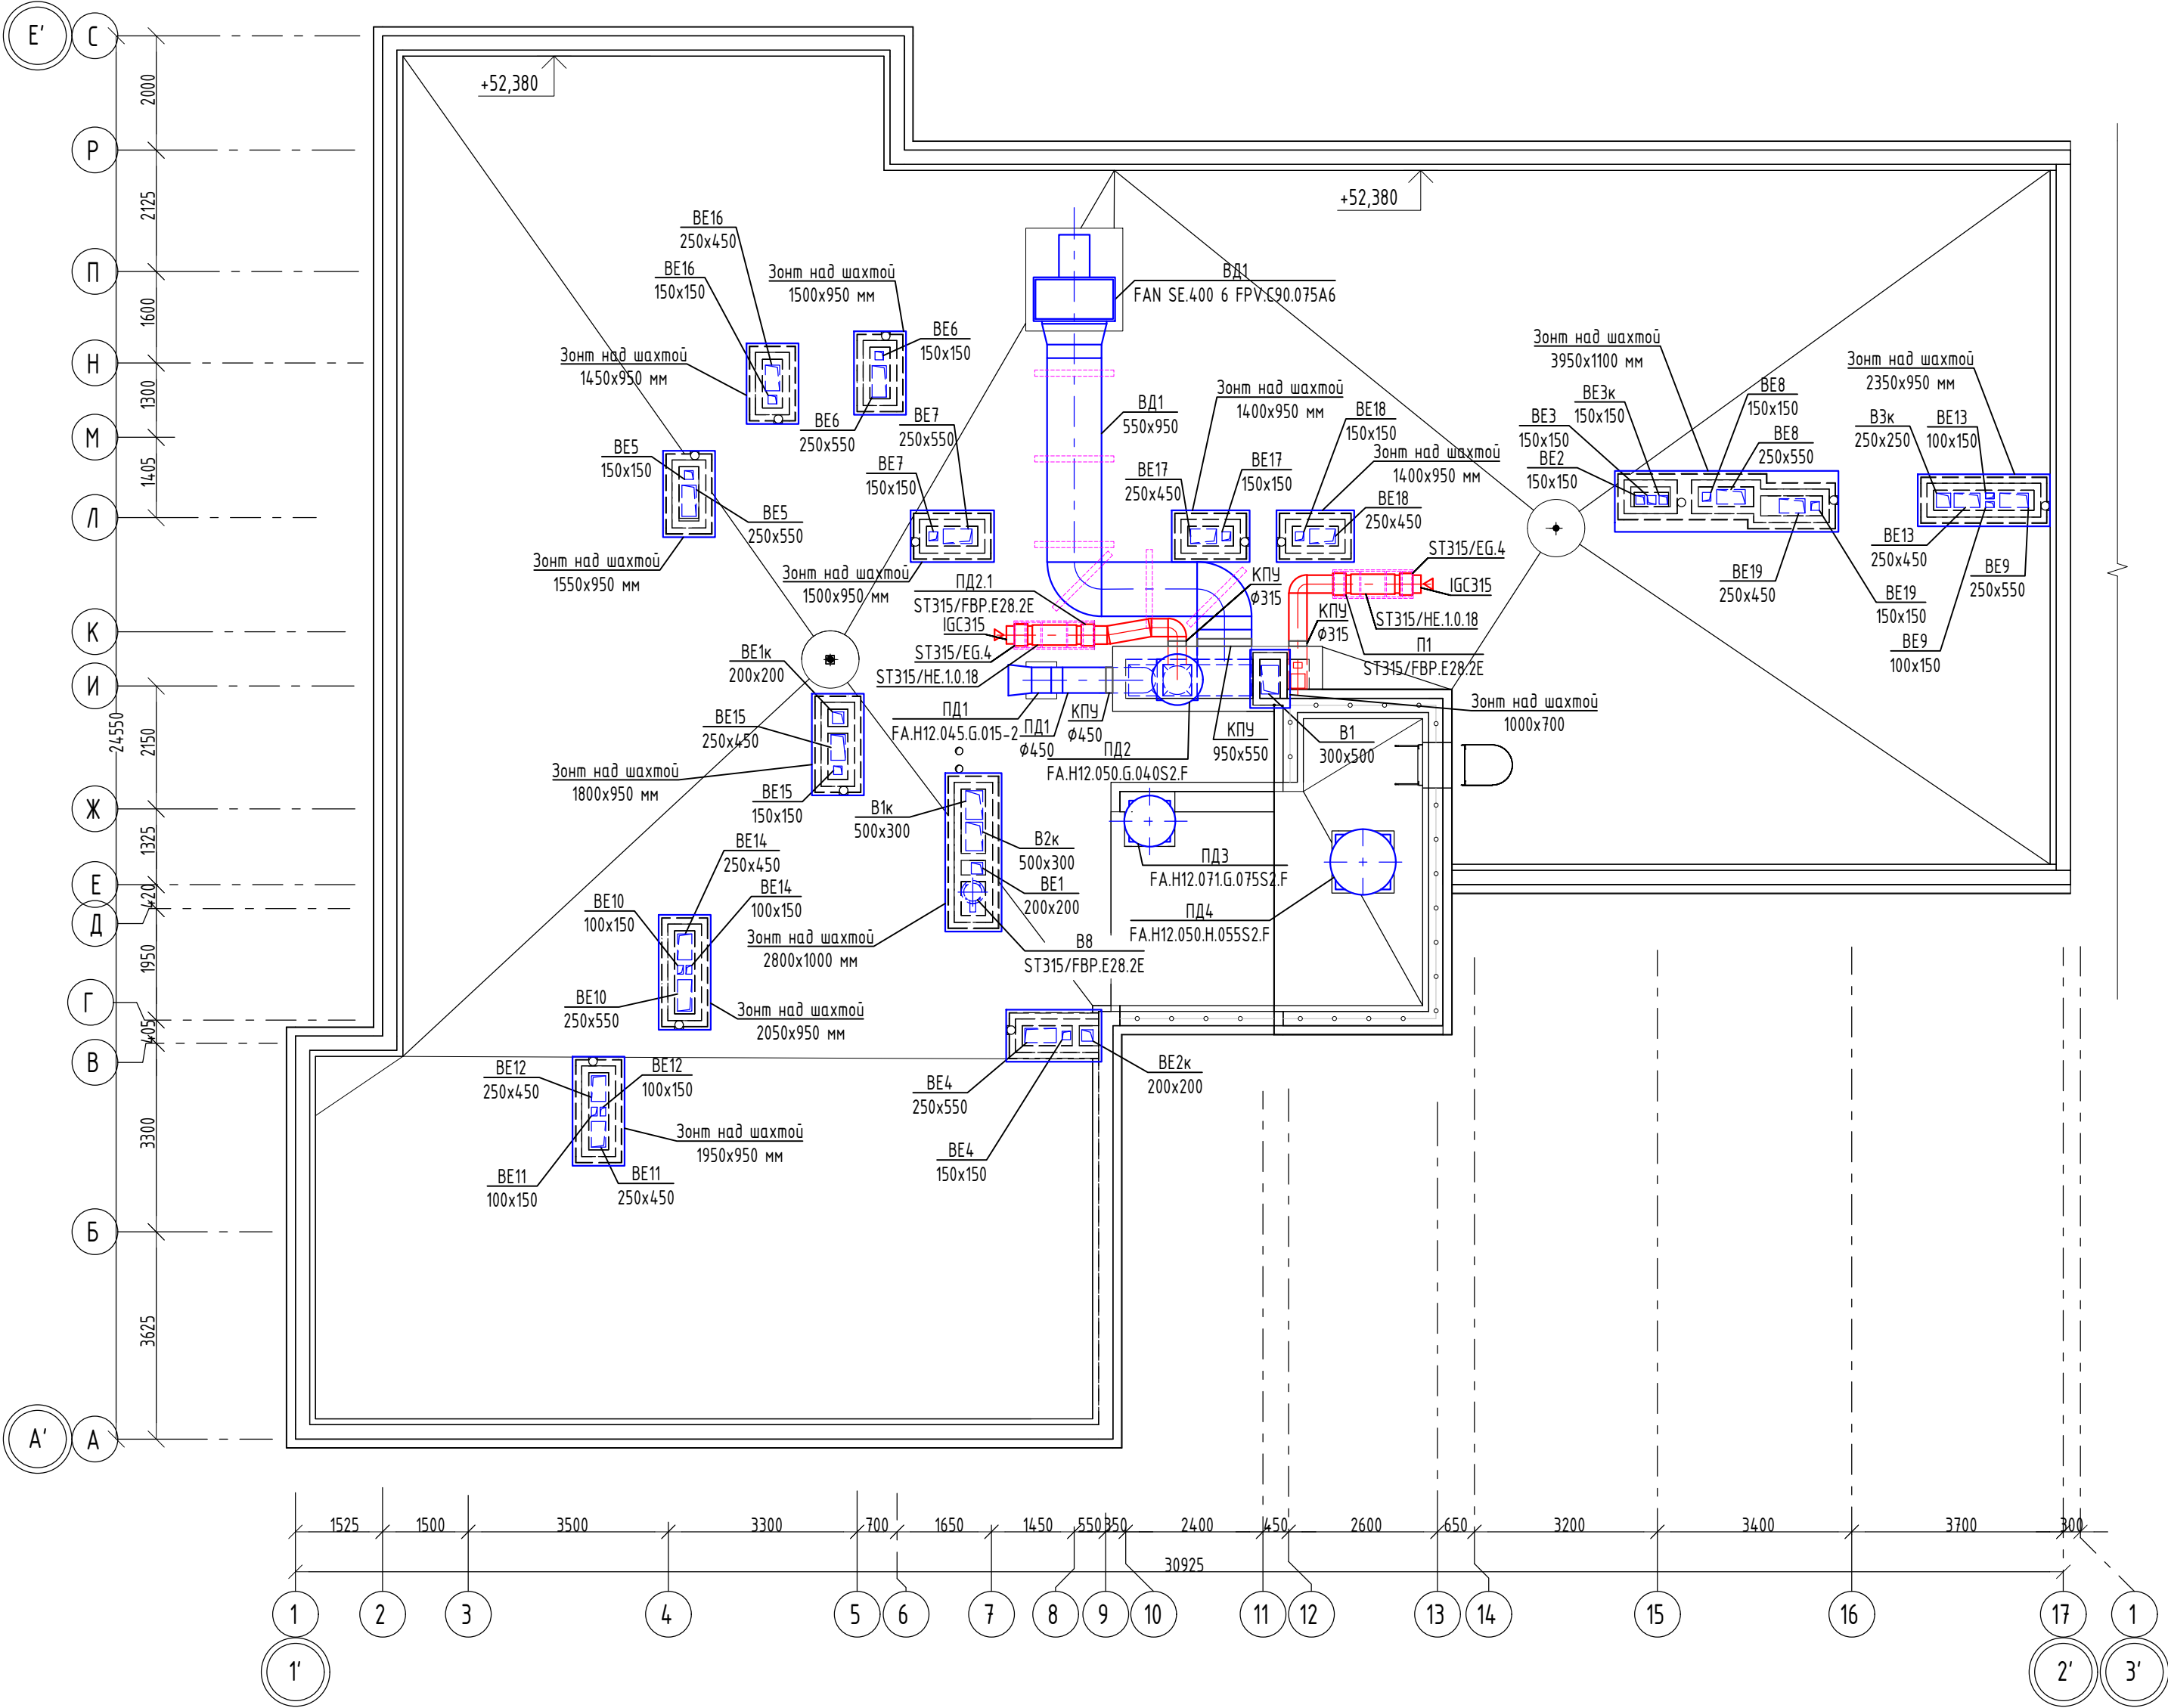 Е'
С
2000
+52,380
Р
2125
+52,380
ВЕ16
250х450
ВЕ16
150х150
Зонт над шахтой
1500х950 мм
П
ВД1
FAN SE.400 6 FPV.C90.075A6
1600
ВЕ6
150х150
Зонт над шахтой
1450х950 мм
Н
Зонт над шахтой
3950х1100 мм
Зонт над шахтой
2350х950 мм
1300
ВЕ6
250х550
ВЕ7
250х550
ВД1
550х950
Зонт над шахтой
1400х950 мм
ВЕ18
150х150
ВЕ3к
150х150
ВЕ8
150х150
ВЕ3
150х150
ВЕ8
250х550
В3к
250х250
ВЕ13
100х150
М
1405
ВЕ5
150х150
ВЕ7
150х150
ВЕ17
250х450
ВЕ17
150х150
Зонт над шахтой
1400х950 мм
ВЕ2
150х150
ВЕ5
250х550
ВЕ18
250х450
Л
Зонт над шахтой
1550х950 мм
Зонт над шахтой
1500х950 мм
ПД2.1
ST315/FBP.E28.2E
КПУ
ф315
ST315/EG.4
IGC315
ВЕ13
250х450
ВЕ19
250х450
ВЕ19
150х150
ВЕ9
250х550
ВЕ9
100х150
К
IGC315
ST315/EG.4
ST315/HE.1.0.18
КПУ
ф315
ST315/HE.1.0.18
П1
ST315/FBP.E28.2E
ВЕ1к
200х200
И
24550
2150
ВЕ15
250х450
ПД1
FA.H12.045.G.015-2
ПД1
ф450
КПУ
ф450
ПД2
FA.H12.050.G.040S2.F
КПУ
950х550
В1
300х500
Зонт над шахтой
1000х700
Зонт над шахтой
1800х950 мм
ВЕ15
150х150
В1к
500х300
Ж
1325
ВЕ14
250х450
В2к
500х300
ПД3
FA.H12.071.G.075S2.F
Е
420
ВЕ14
100х150
ВЕ1
200х200
ВЕ10
100х150
ПД4
FA.H12.050.H.055S2.F
Д
1950
Зонт над шахтой
2800х1000 мм
В8
ST315/FBP.E28.2E
ВЕ10
250х550
Зонт над шахтой
2050х950 мм
Г
405
В
ВЕ12
250х450
ВЕ12
100х150
ВЕ4
250х550
ВЕ2к
200х200
3300
Зонт над шахтой
1950х950 мм
ВЕ4
150х150
ВЕ11
100х150
ВЕ11
250х450
Б
3625
А'
А
1525
1500
3500
3300
700
1650
1450
550
350
2400
450
2600
650
3200
3400
3700
300
30925
1
2
3
4
5
6
7
8
9
10
11
12
13
14
15
16
17
1
1'
2'
3'